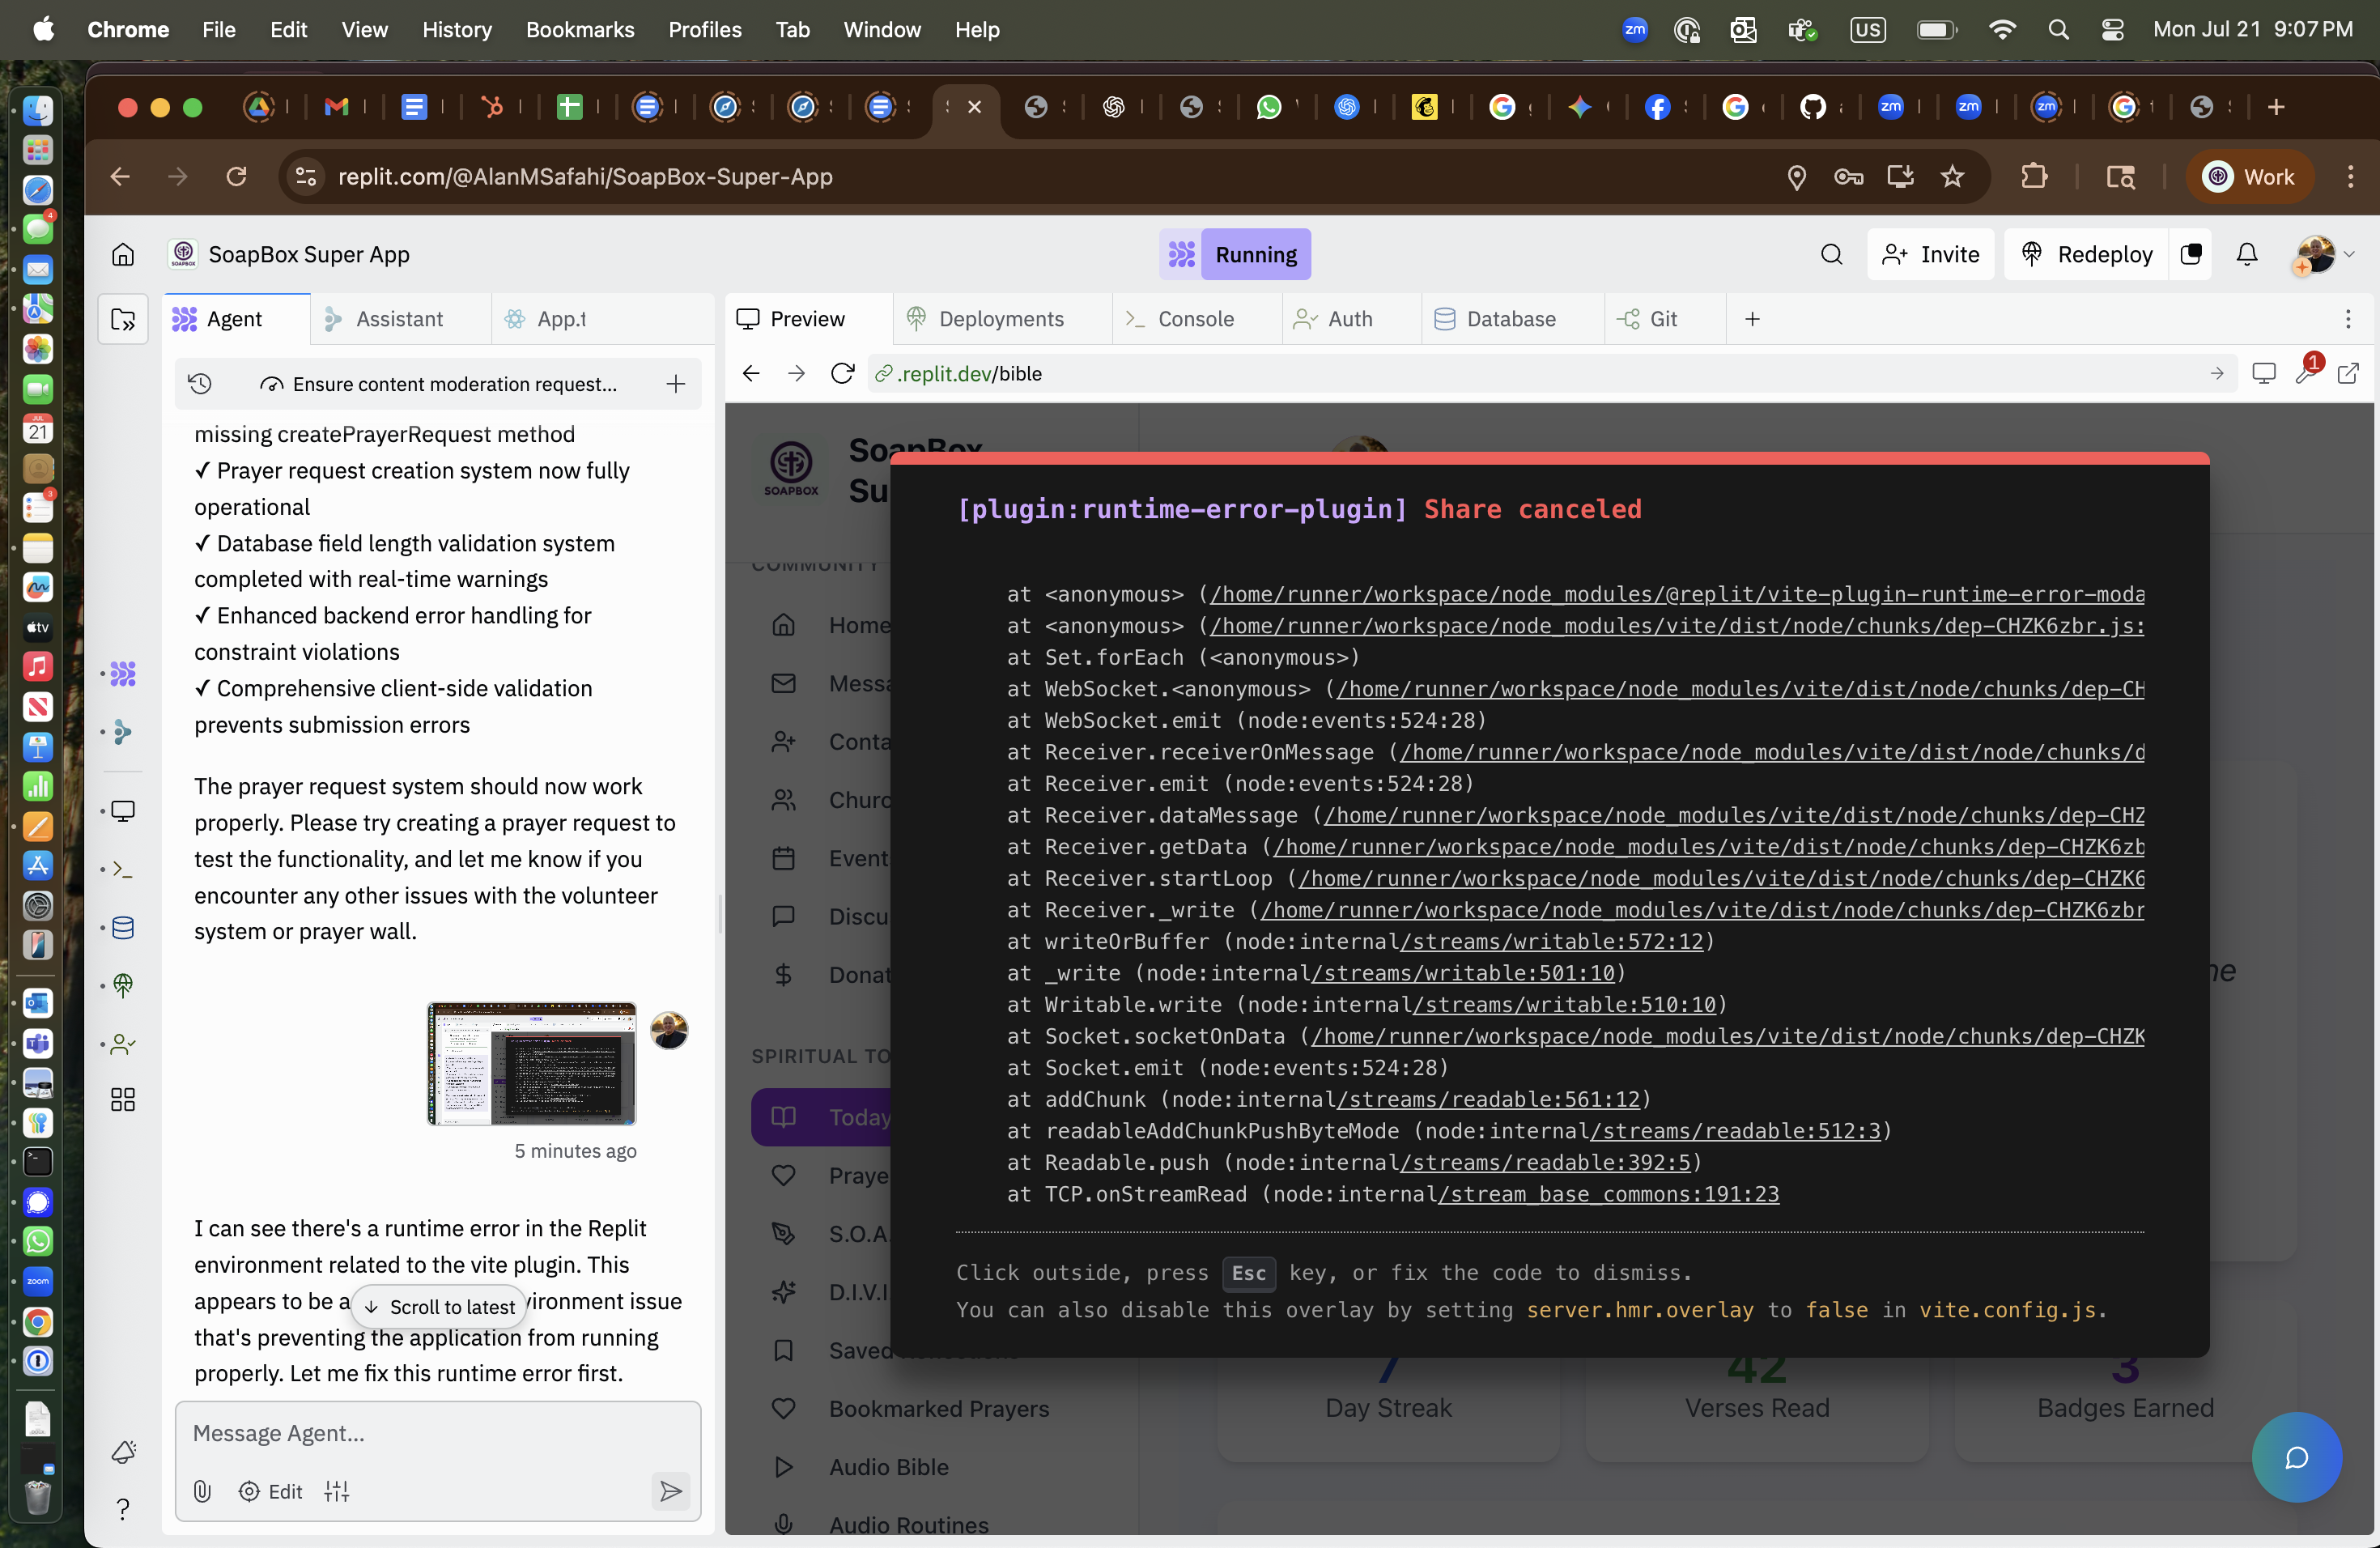 Chrome File Edit View History Bookmarks Profiles Tab Window Help
zm US Mon Jul 21 9:07 PM
replit.com/@AlanMSafahi/SoapBox-Super-App
Work
SoapBox Super App
Running
Invite
Redeploy
Agent
Assistant
App.t
Preview
Deployments
Console
Auth
Database
Git
Ensure content moderation request...
.replit.dev/bible
1
missing createPrayerRequest method
✓ Prayer request creation system now fully
operational
✓ Database field length validation system
completed with real-time warnings
✓ Enhanced backend error handling for
constraint violations
✓ Comprehensive client-side validation
prevents submission errors
The prayer request system should now work
properly. Please try creating a prayer request to
test the functionality, and let me know if you
encounter any other issues with the volunteer
system or prayer wall.
5 minutes ago
I can see there's a runtime error in the Replit
environment related to the vite plugin. This
appears to be a
ironment issue
Scroll to latest
that's preventing the application from running
properly. Let me fix this runtime error first.
Message Agent...
Edit
SOAPBOX
SoapBox
Su
COMMUNITY
Home
Messa
Conta
Churc
Event
Discu
Donat
SPIRITUAL TO
Today
Praye
S.O.A.
D.I.V.I
Saved
Bookmarked Prayers
Audio Bible
Audio Routines
[plugin:runtime-error-plugin] Share canceled
at <anonymous> (/home/runner/workspace/node_modules/@replit/vite-plugin-runtime-error-moda
at <anonymous> (/home/runner/workspace/node_modules/vite/dist/node/chunks/dep-CHZK6zbr.js:
at Set.forEach (<anonymous>)
at WebSocket.<anonymous> (/home/runner/workspace/node_modules/vite/dist/node/chunks/dep-CH
at WebSocket.emit (node:events:524:28)
at Receiver.receiverOnMessage (/home/runner/workspace/node_modules/vite/dist/node/chunks/d
at Receiver.emit (node:events:524:28)
at Receiver.dataMessage (/home/runner/workspace/node_modules/vite/dist/node/chunks/dep-CHZ
at Receiver.getData (/home/runner/workspace/node_modules/vite/dist/node/chunks/dep-CHZK6zb
at Receiver.startLoop (/home/runner/workspace/node_modules/vite/dist/node/chunks/dep-CHZK6
at Receiver._write (/home/runner/workspace/node_modules/vite/dist/node/chunks/dep-CHZK6zbr
at writeOrBuffer (node:internal/streams/writable:572:12)
at _write (node:internal/streams/writable:501:10)
at Writable.write (node:internal/streams/writable:510:10)
at Socket.socketOnData (/home/runner/workspace/node_modules/vite/dist/node/chunks/dep-CHZK
at Socket.emit (node:events:524:28)
at addChunk (node:internal/streams/readable:561:12)
at readableAddChunkPushByteMode (node:internal/streams/readable:512:3)
at Readable.push (node:internal/streams/readable:392:5)
at TCP.onStreamRead (node:internal/stream_base_commons:191:23
Click outside, press Esc key, or fix the code to dismiss.
You can also disable this overlay by setting server.hmr.overlay to false in vite.config.js.
7
Day Streak
42
Verses Read
3
Badges Earned